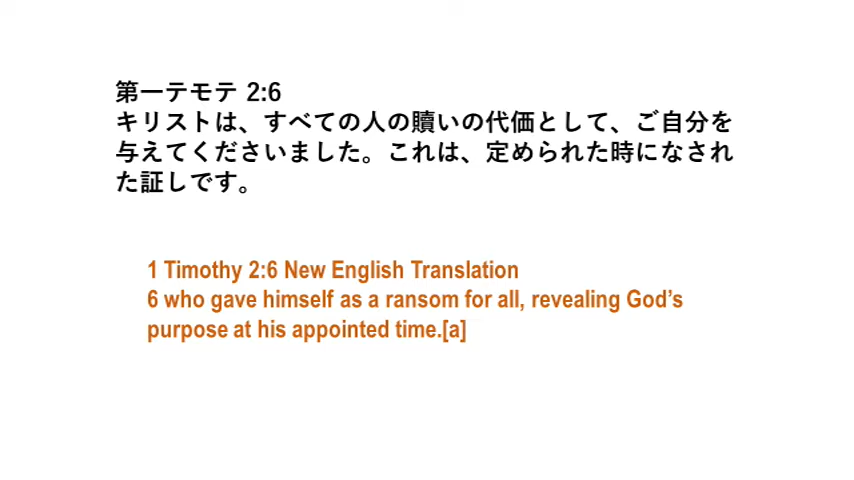 第一テモテ 2:6
キリストは、すべての人の贖いの代価として、ご自分を
与えてくださいました。これは、定められた時になされ
た証しです。
1 Timothy 2:6 New English Translation
6 who gave himself as a ransom for all, revealing God’s
purpose at his appointed time.[a]